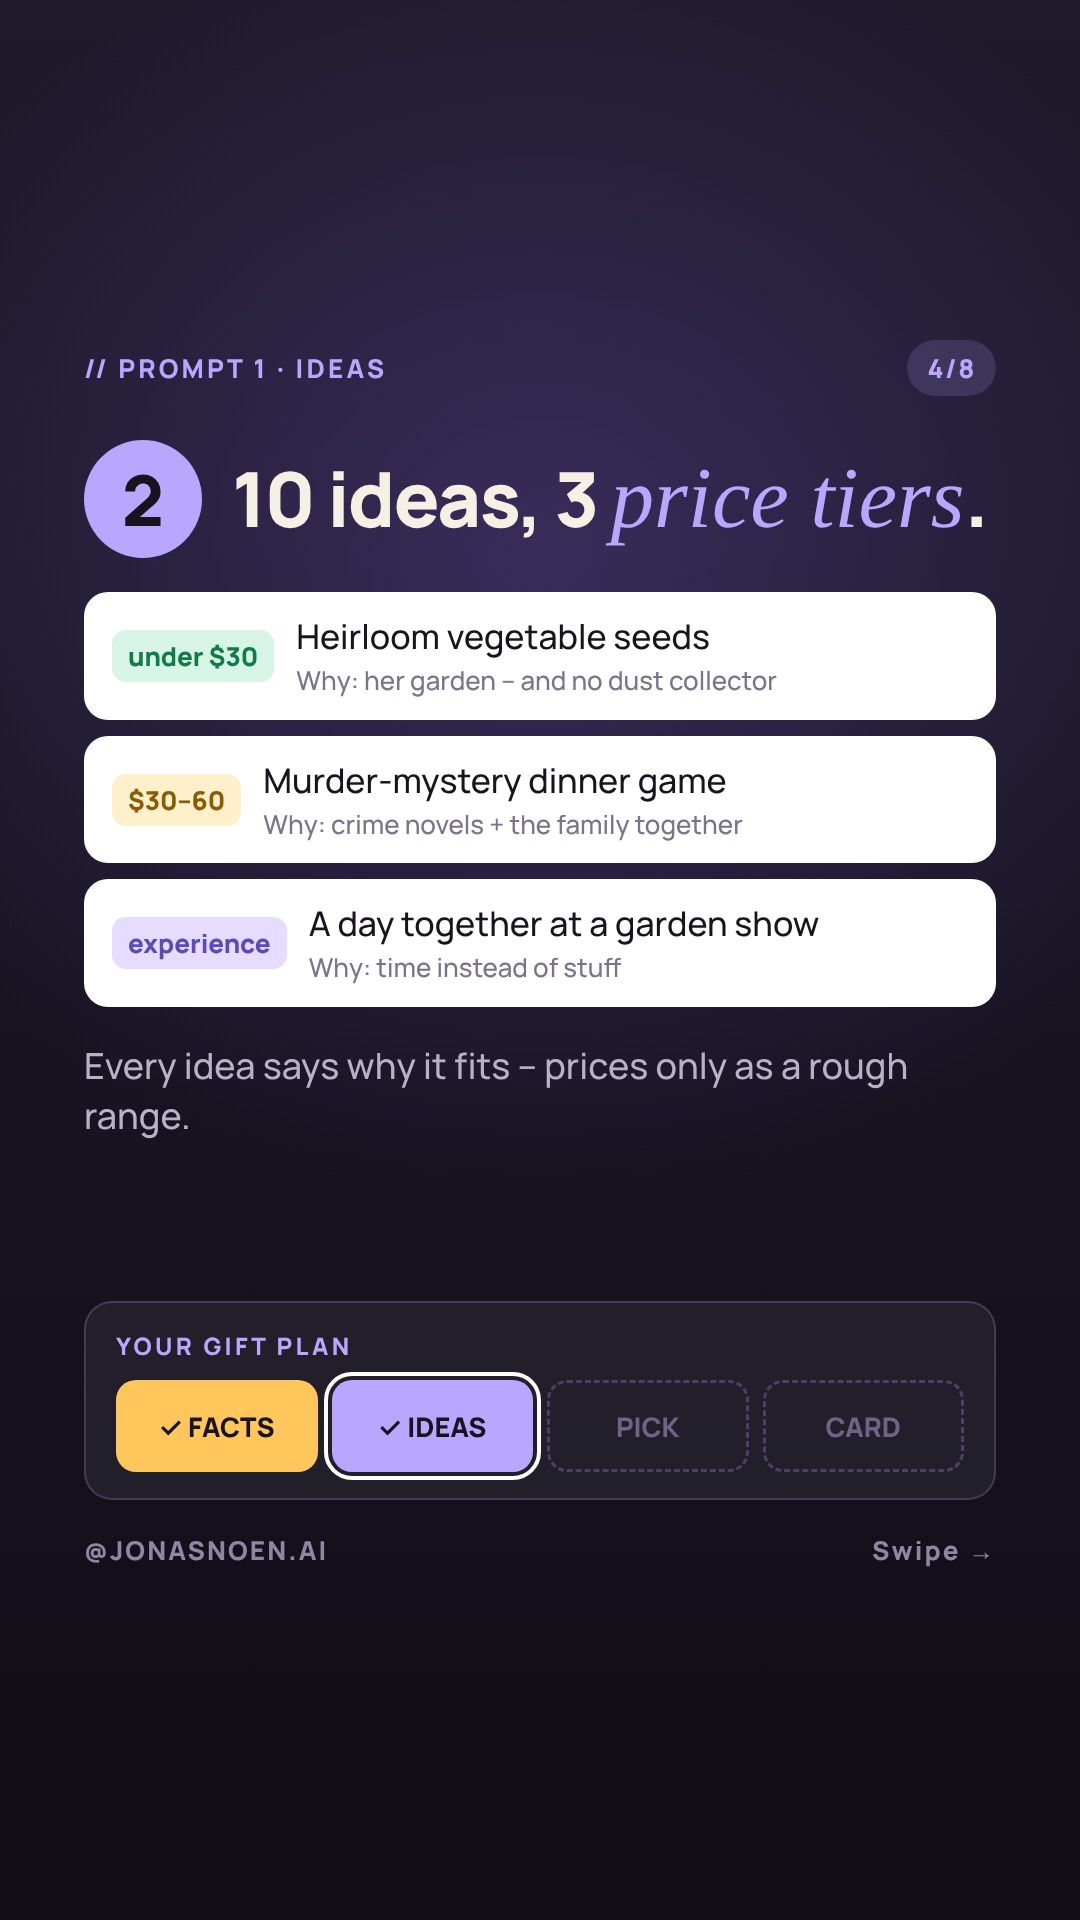 // PROMPT 1 · IDEAS
4/8
2
10 ideas, 3 price tiers.
under $30
Heirloom vegetable seeds
Why: her garden – and no dust collector
$30–60
Murder-mystery dinner game
Why: crime novels + the family together
experience
A day together at a garden show
Why: time instead of stuff
Every idea says why it fits – prices only as a rough
range.
YOUR GIFT PLAN
✓ FACTS
✓ IDEAS
PICK
CARD
@JONASNOEN.AI
Swipe →